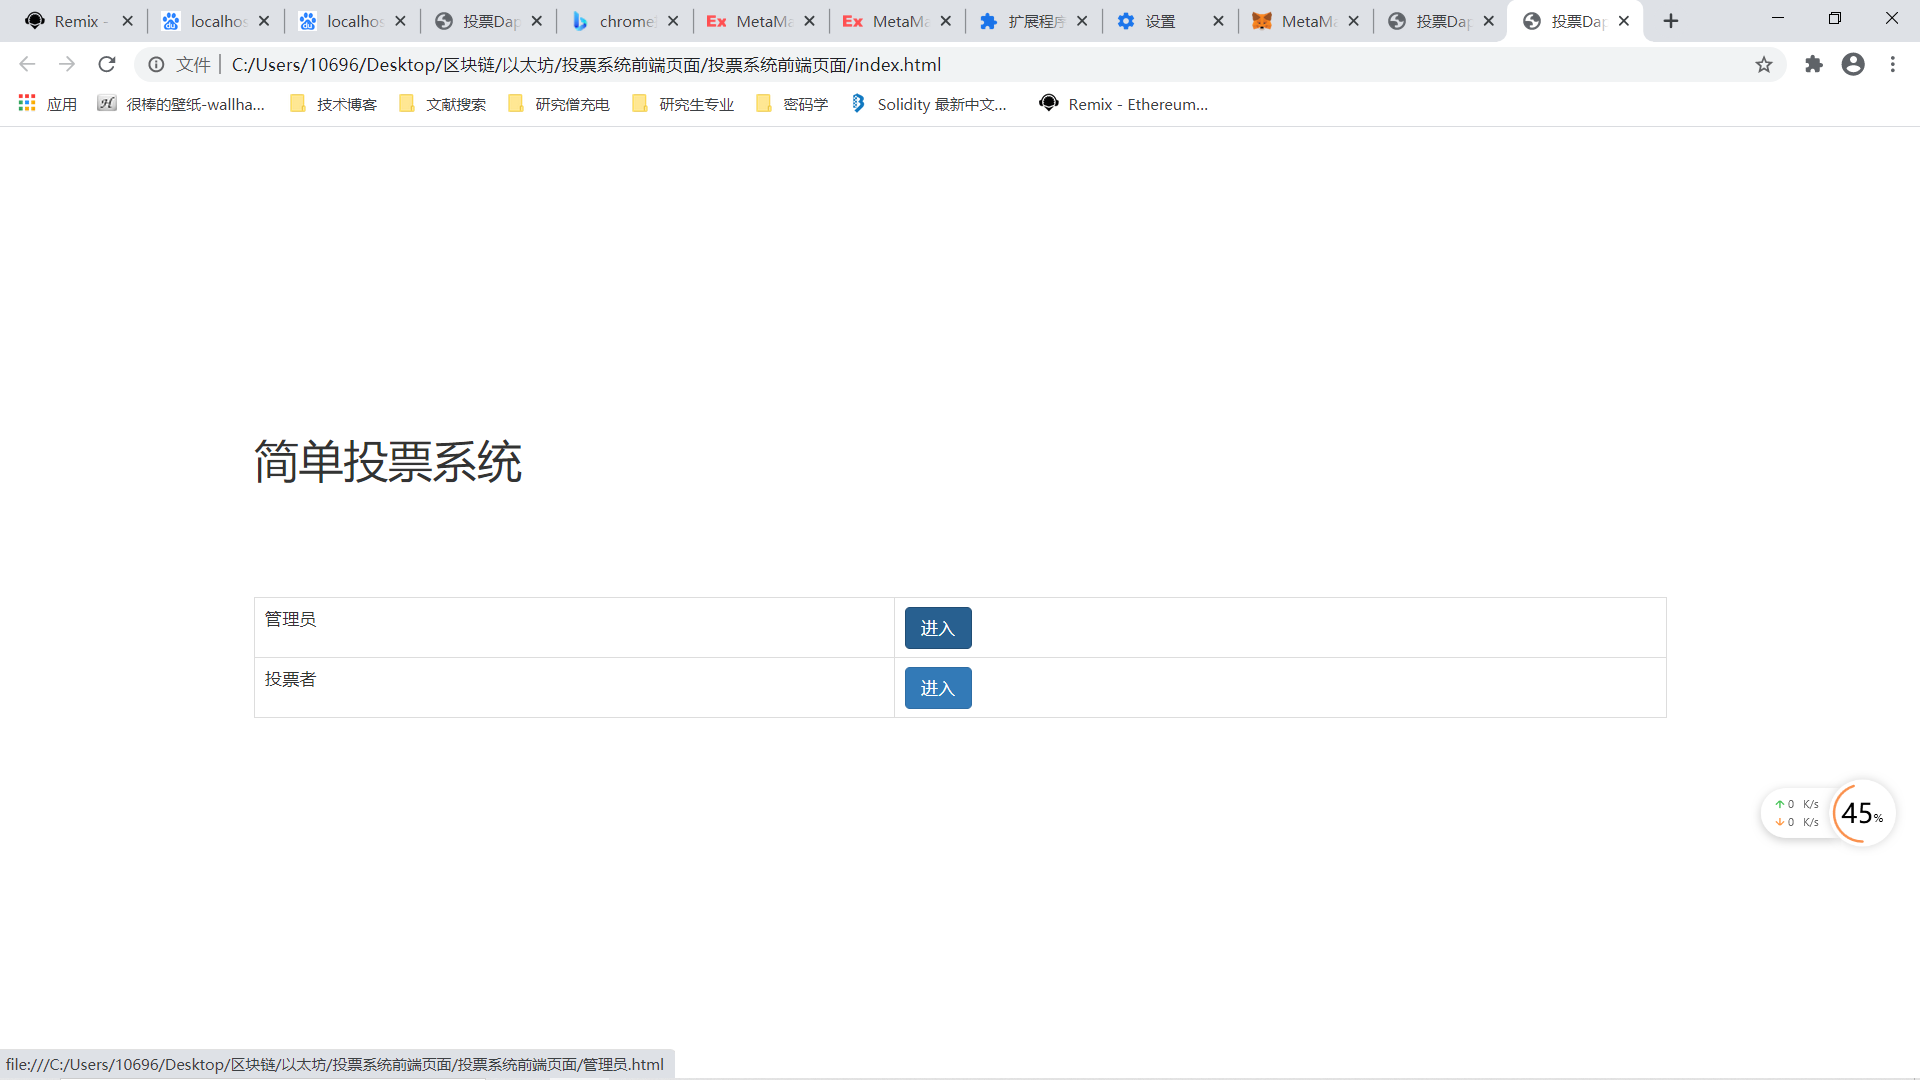 Remix -
localhos
localhos
投票Dap
chrome
Ex MetaMa
Ex MetaMa
扩展程序
设置
MetaMa
投票Dap
投票Dap
文件 | C:/Users/10696/Desktop/区块链/以太坊/投票系统前端页面/投票系统前端页面/index.html
应用
很棒的壁纸-wallha...
技术博客
文献搜索
研究僧充电
研究生专业
密码学
Solidity 最新中文...
Remix - Ethereum...
简单投票系统
管理员 进入
投票者 进入
↑ 0 K/s
↓ 0 K/s
45%
file:///C:/Users/10696/Desktop/区块链/以太坊/投票系统前端页面/投票系统前端页面/管理员.html